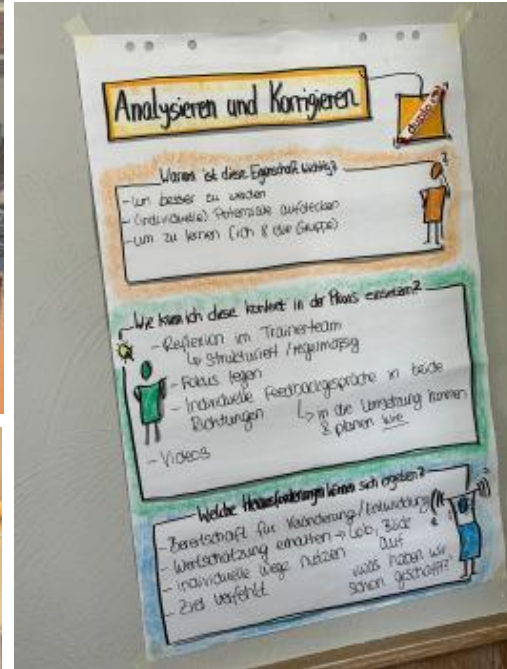 Analysieren und Korrigieren
duplo
Warum ist diese Eigenschaft wichtig?
- um besser zu werden
- (individuelle) Potenziale aufdecken
- um zu lernen (ich & die Gruppe)
Wie kann ich diese konkret in der Praxis einsetzen?
- Reflexion im Trainerteam
↳ strukturiert / regelmäßig
- Fokus legen
- Individuelle Feedbackgespräche in beide
Richtungen ↳ in die Umsetzung kommen
& planen wie
- Videos
Welche Herausforderungen können sich ergeben?
- Bereitschaft für Veränderung / Entwicklung
- Wertschätzung erhalten → Lob, Blick
- individuelle Wege nutzen auf
- Ziel verfehlt "was haben wir
schon geschafft?"